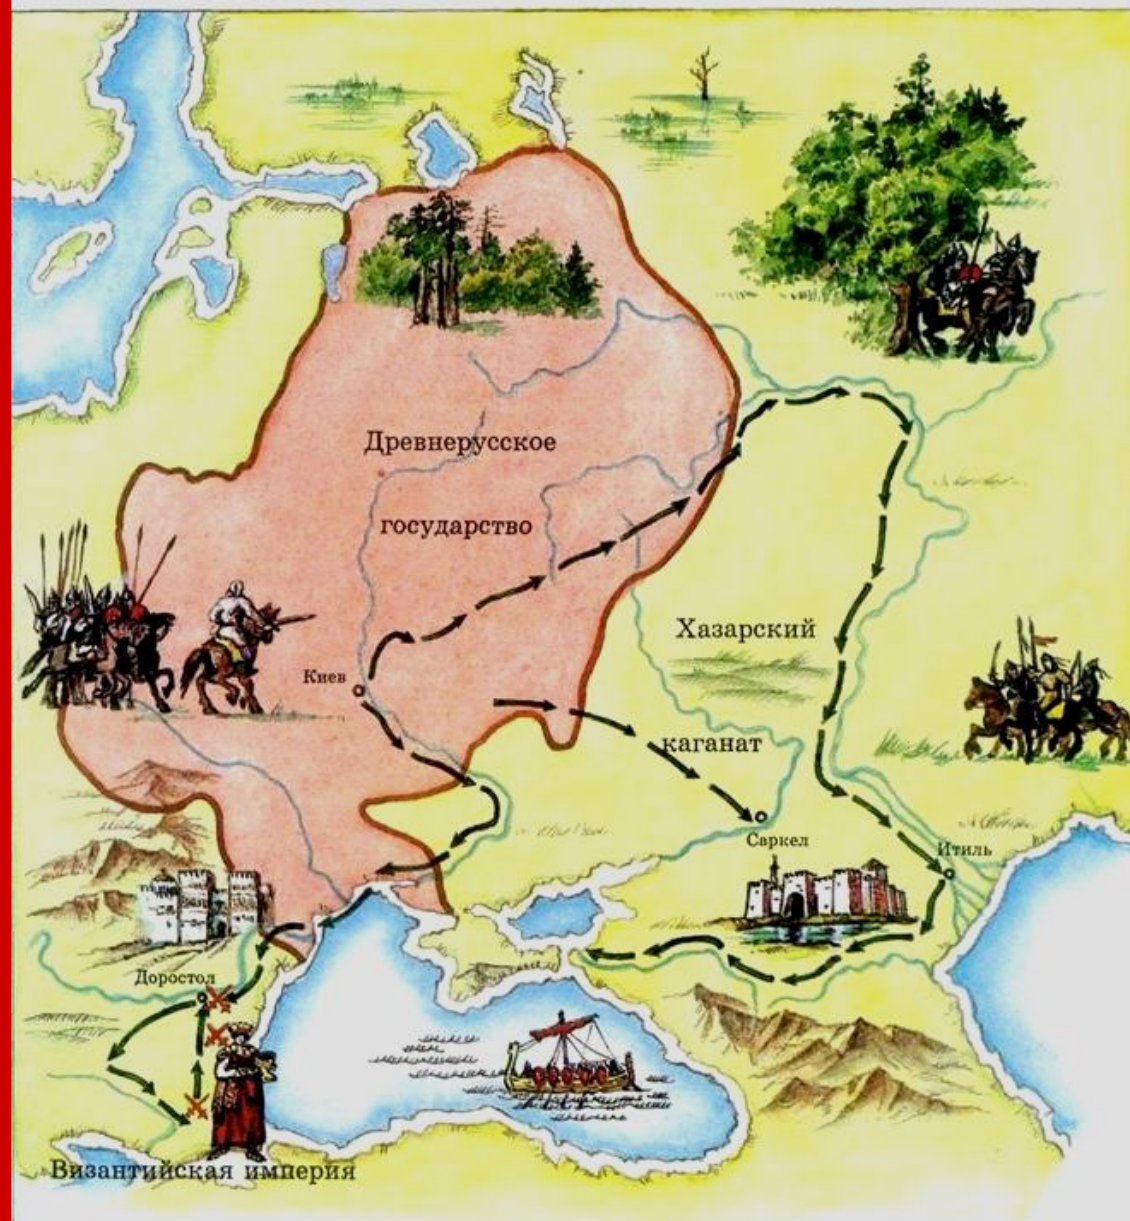 Древнерусское
государство
Хазарский
Киев
каганат
Саркел
Итиль
Доростол
Византийская империя